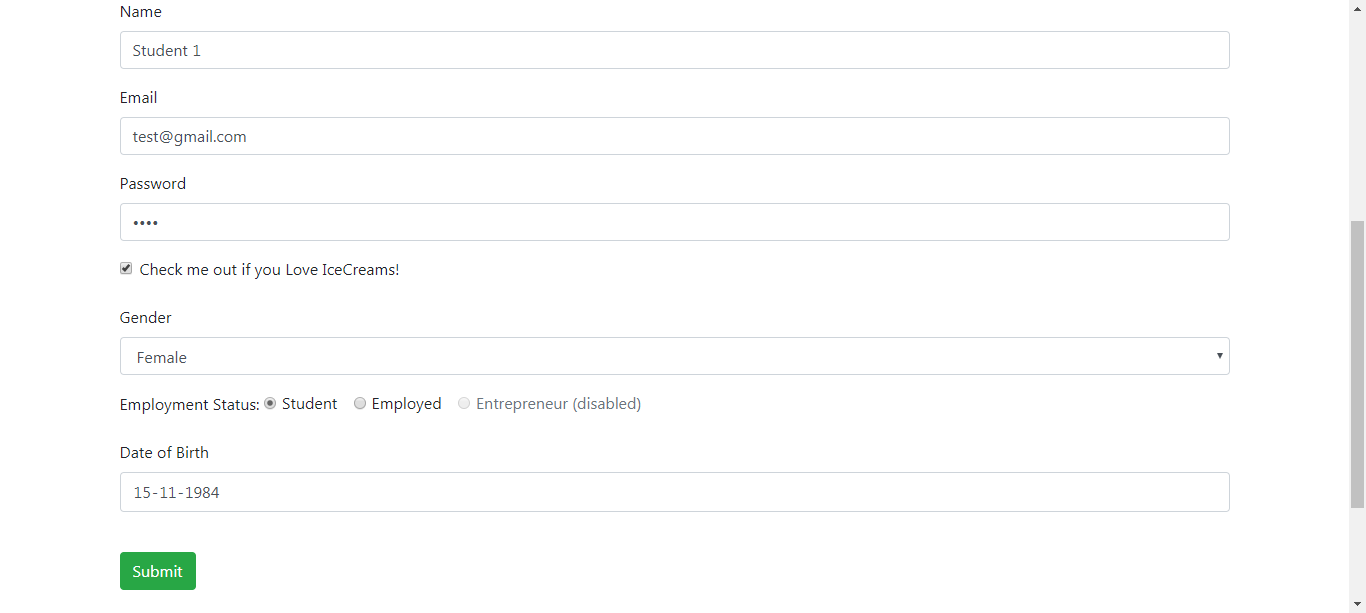 Name
Student 1
Email
test@gmail.com
Password
••••
Check me out if you Love IceCreams!
Gender
Female
Employment Status: Student Employed Entrepreneur (disabled)
Date of Birth
15-11-1984
Submit